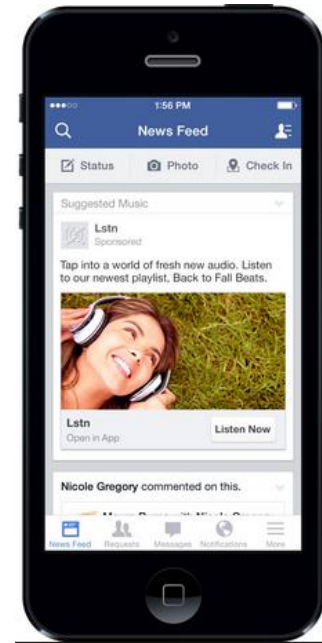 1:56 PM
News Feed
Status Photo Check In
Suggested Music
Lstn
Sponsored
Tap into a world of fresh new audio. Listen
to our newest playlist, Back to Fall Beats.
Lstn
Open in App
Listen Now
Nicole Gregory commented on this.
News Feed Requests Messages Notifications More